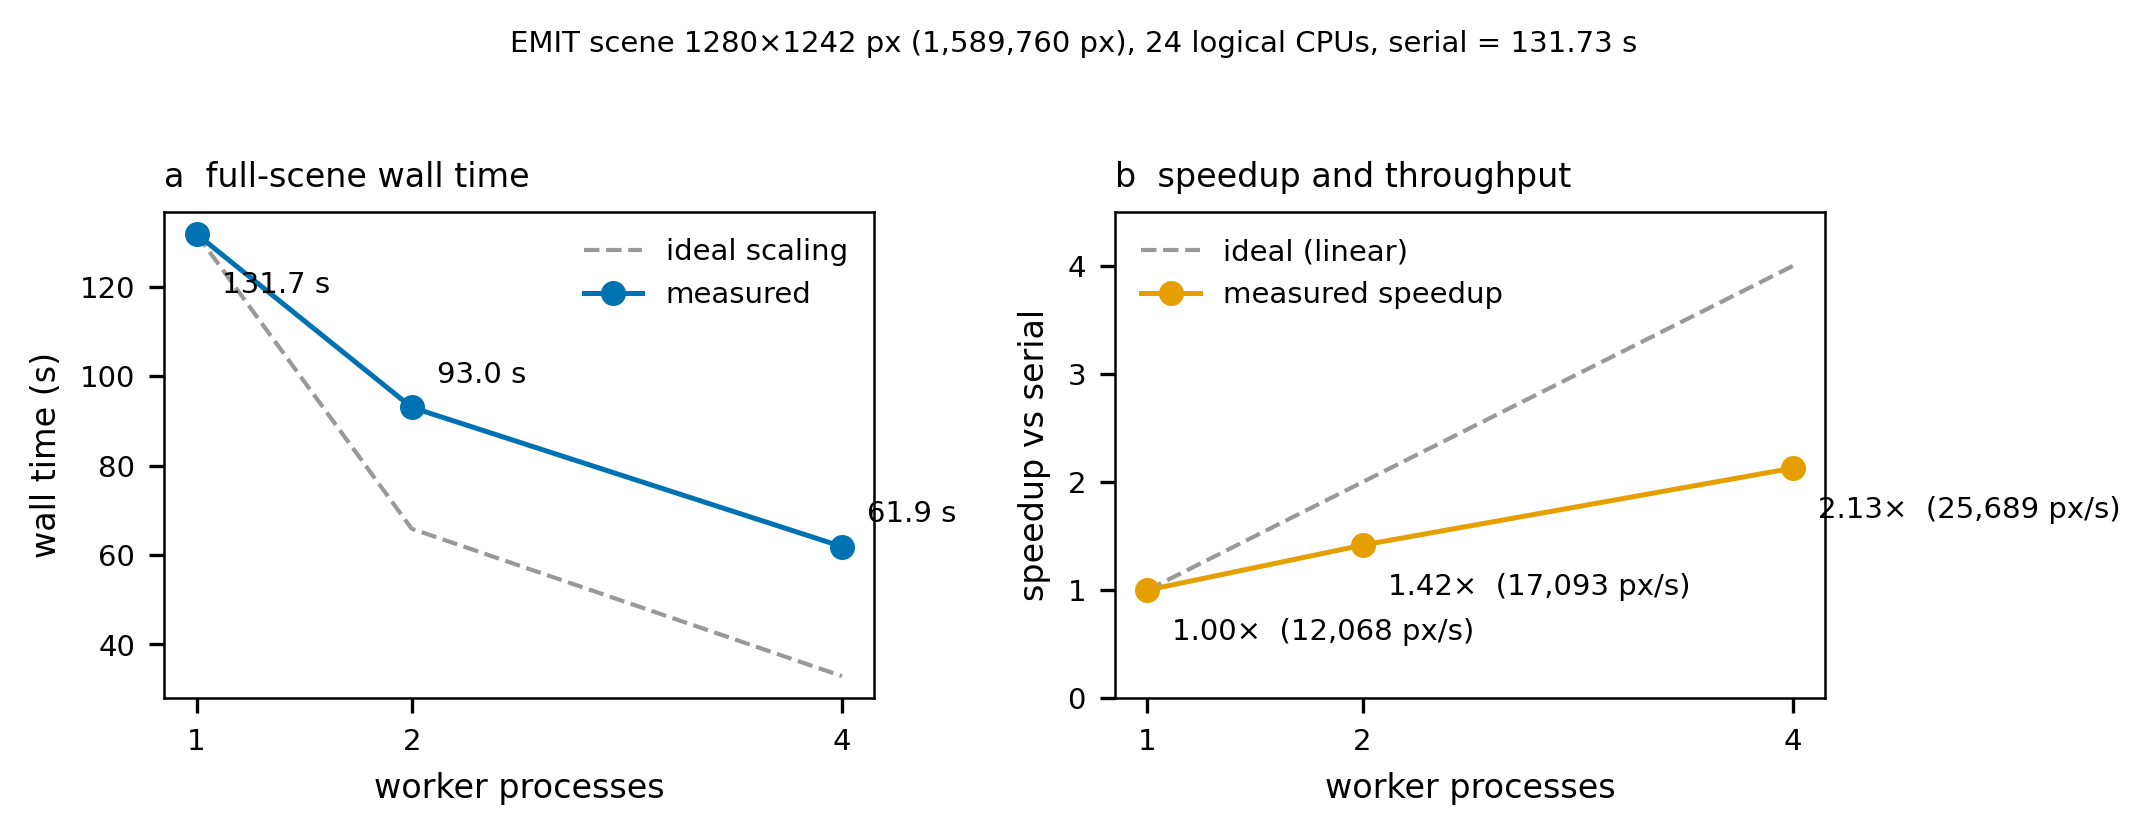 EMIT scene 1280×1242 px (1,589,760 px), 24 logical CPUs, serial = 131.73 s
a  full-scene wall time
ideal scaling
measured
131.7 s
93.0 s
61.9 s
120
100
80
60
40
wall time (s)
1
2
4
worker processes
b  speedup and throughput
ideal (linear)
measured speedup
2.13×  (25,689 px/s)
1.42×  (17,093 px/s)
1.00×  (12,068 px/s)
4
3
2
1
0
speedup vs serial
1
2
4
worker processes